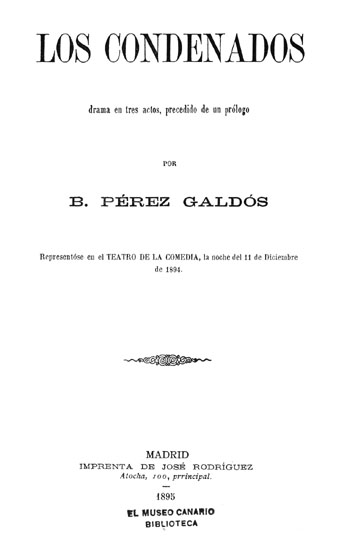 LOS CONDENADOS
drama en tres actos, precedido de un prólogo
POR
B. PÉREZ GALDÓS
Representóse en el TEATRO DE LA COMEDIA, la noche del 11 de Diciembre
de 1894.
MADRID
IMPRENTA DE JOSÉ RODRÍGUEZ
Atocha, 100, prrincipal.
1895
EL MUSEO CANARIO
BIBLIOTECA